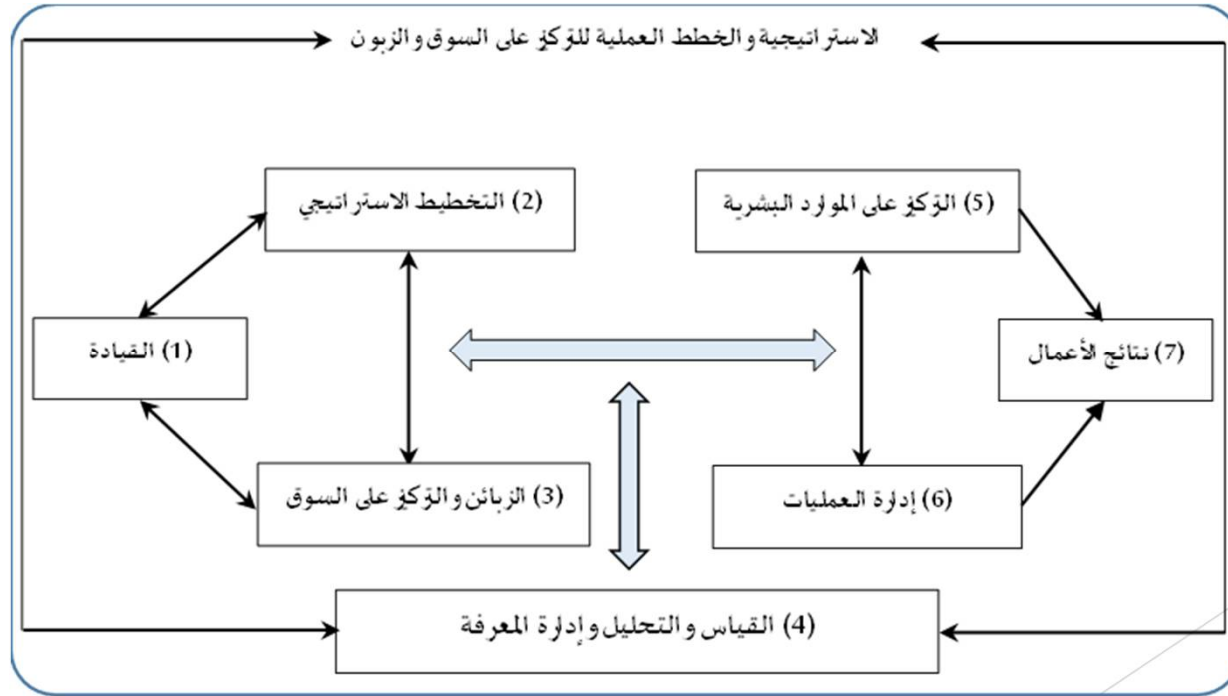 الاستراتيجية والخطط العملية للتركيز على السوق والزبون
(5) التركيز على الموارد البشرية
(2) التخطيط الاستراتيجي
(7) نتائج الأعمال
(1) القيادة
(6) إدارة العمليات
(3) الزبائن والتركيز على السوق
(4) القياس والتحليل وإدارة المعرفة